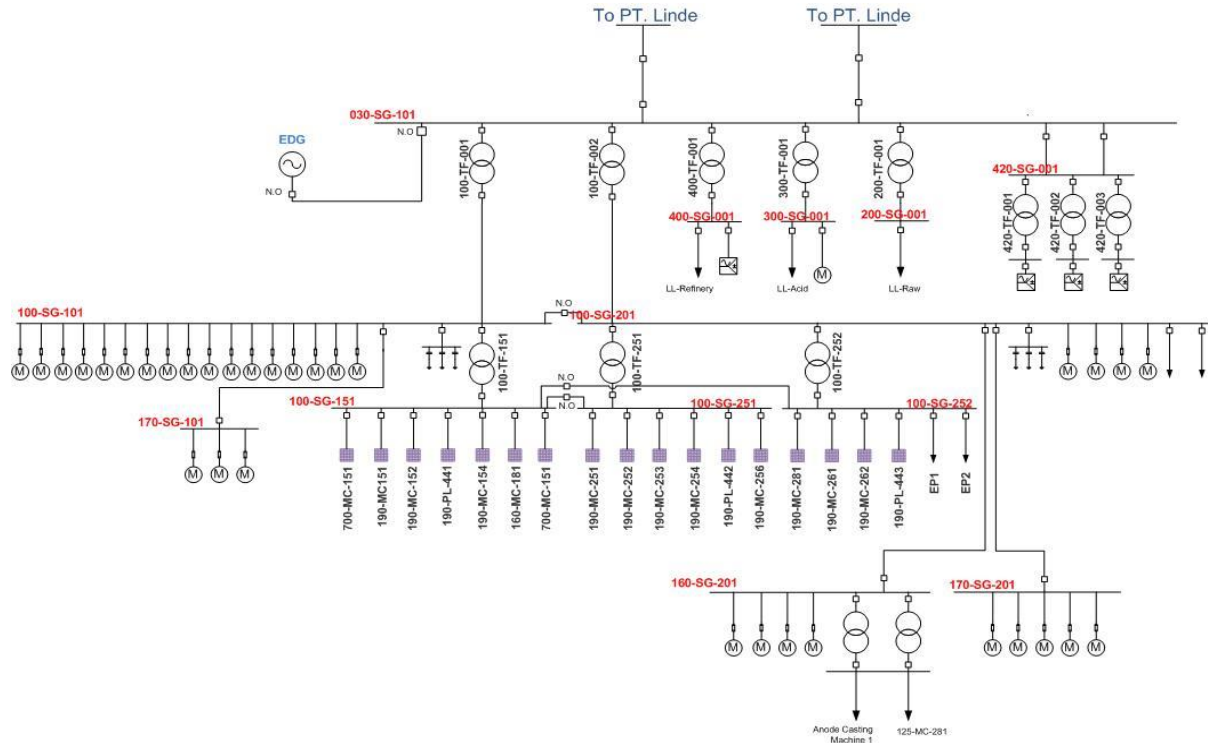 To PT. Linde
To PT. Linde
030-SG-101
N.O
EDG
N.O
100-TF-001
100-TF-002
400-TF-001
300-TF-001
200-TF-001
420-SG-001
420-TF-001
420-TF-002
420-TF-003
400-SG-001
300-SG-001
200-SG-001
M
LL-Refinery
LL-Acid
LL-Raw
100-SG-101
N.O
100-SG-201
M M M M M M M M M M M M M M M M M
100-TF-151
100-TF-251
100-TF-252
M M M M
N.O
N.O
100-SG-151
100-SG-251
100-SG-252
170-SG-101
M M M
700-MC-151
190-MC151
190-MC-152
190-PL-441
190-MC-154
160-MC-181
700-MC-151
190-MC-251
190-MC-252
190-MC-253
190-MC-254
190-PL-442
190-MC-256
190-MC-281
190-MC-261
190-MC-262
190-PL-443
EP1
EP2
160-SG-201
170-SG-201
M M M M
M M M M M
Anode Casting
Machine 1
125-MC-281